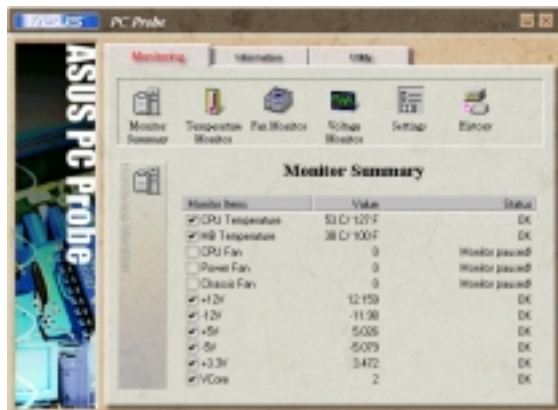 ASUS PC Probe
ASUS PC Probe
Monitoring Information Utility
Monitor Summary
Temperature Monitor
Fan Monitor
Voltage Monitor
Settings
History
Monitor Summary
Monitor Items Value Status
CPU Temperature 53 C/ 127 F OK
MB Temperature 38 C/ 100 F OK
CPU Fan 0 Monitor paused!
Power Fan 0 Monitor paused!
Chassis Fan 0 Monitor paused!
+12V 12.159 OK
-12V -11.98 OK
+5V 5.026 OK
-5V -5.079 OK
+3.3V 3.472 OK
VCore 2 OK